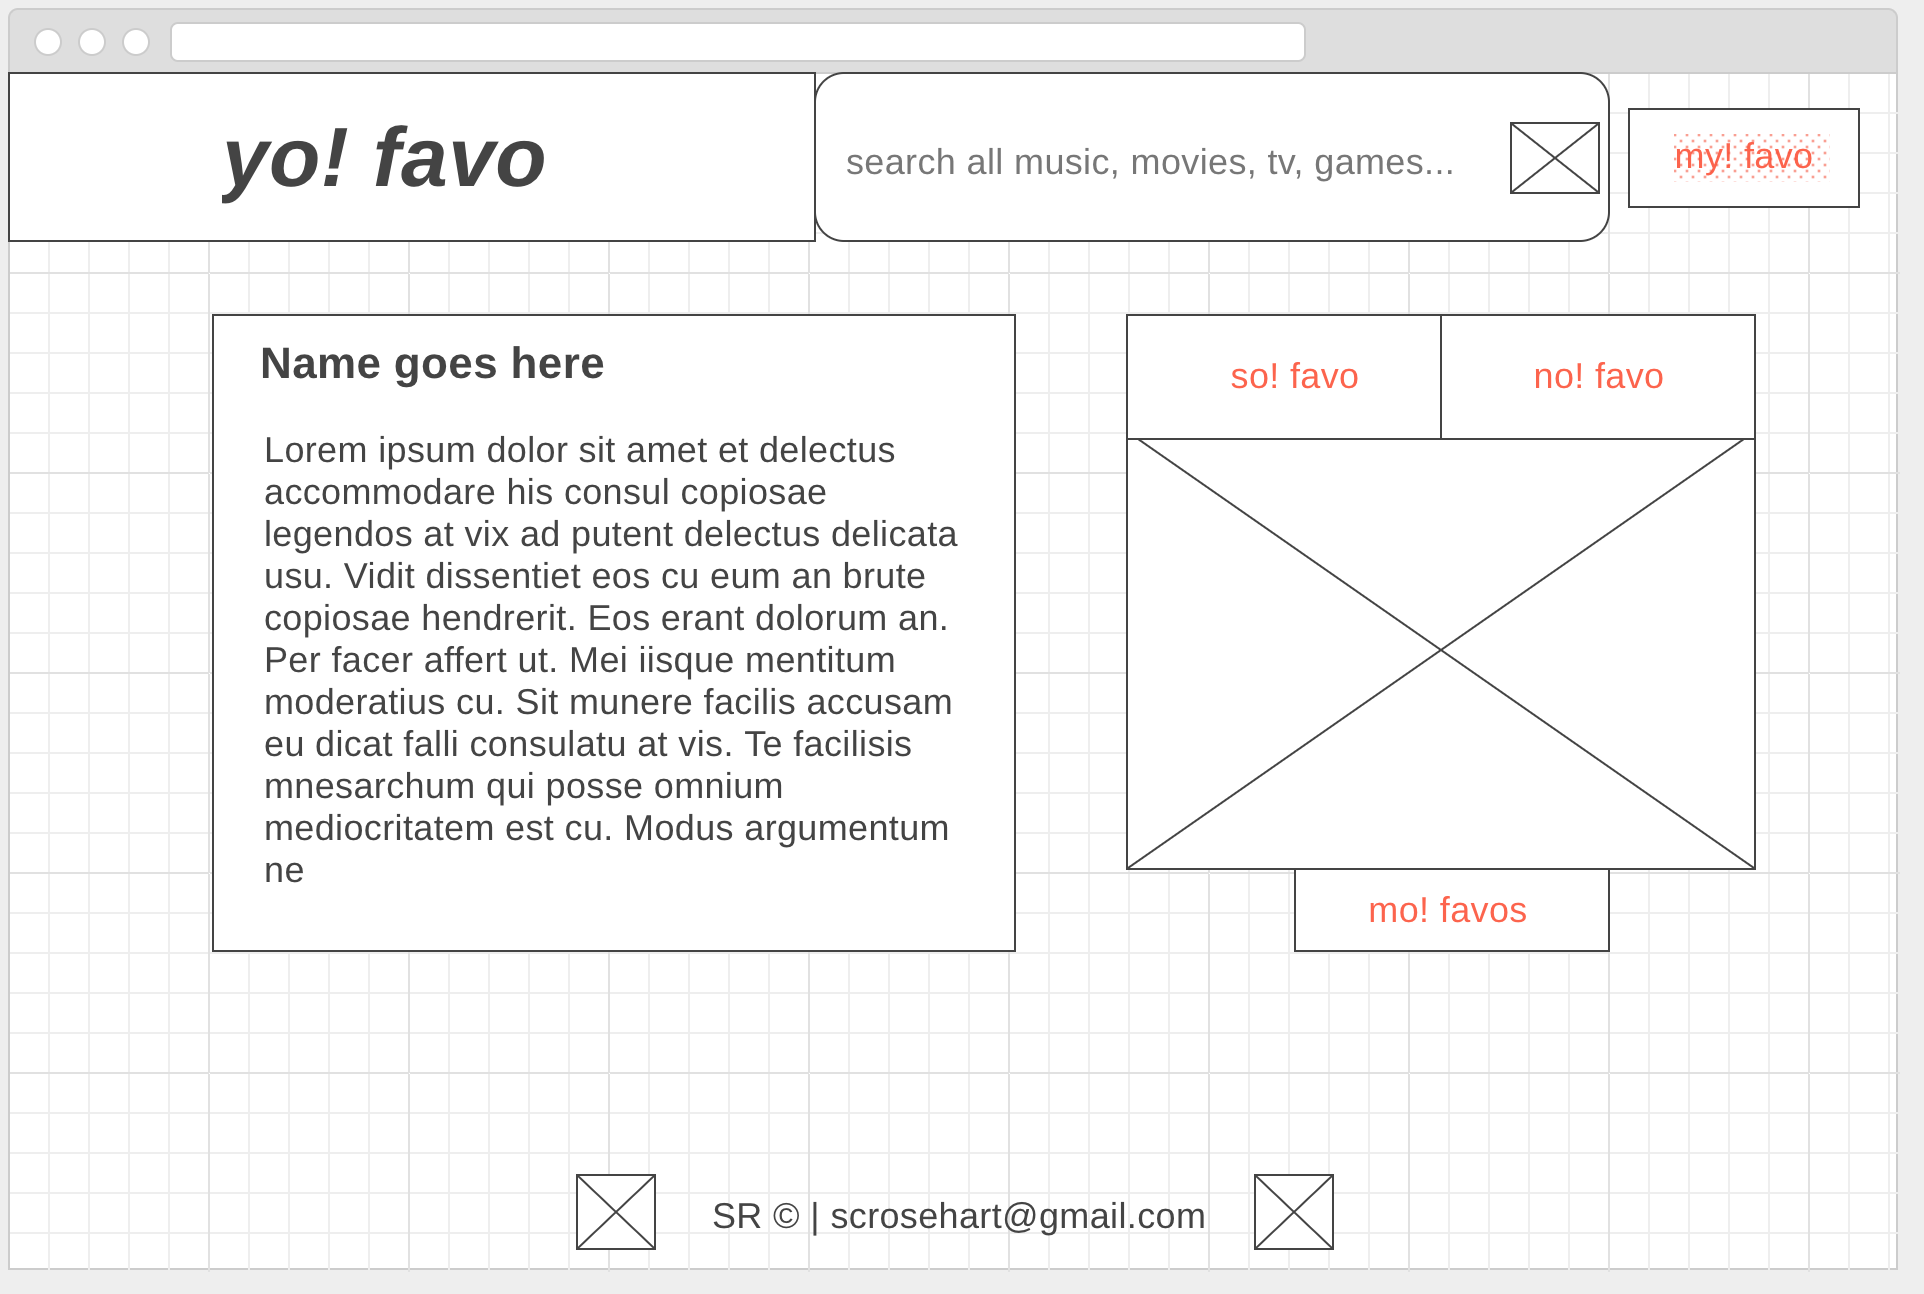 yo! favo
search all music, movies, tv, games...
my! favo
Name goes here
Lorem ipsum dolor sit amet et delectus
accommodare his consul copiosae
legendos at vix ad putent delectus delicata
usu. Vidit dissentiet eos cu eum an brute
copiosae hendrerit. Eos erant dolorum an.
Per facer affert ut. Mei iisque mentitum
moderatius cu. Sit munere facilis accusam
eu dicat falli consulatu at vis. Te facilisis
mnesarchum qui posse omnium
mediocritatem est cu. Modus argumentum
ne
so! favo
no! favo
mo! favos
SR © | scrosehart@gmail.com